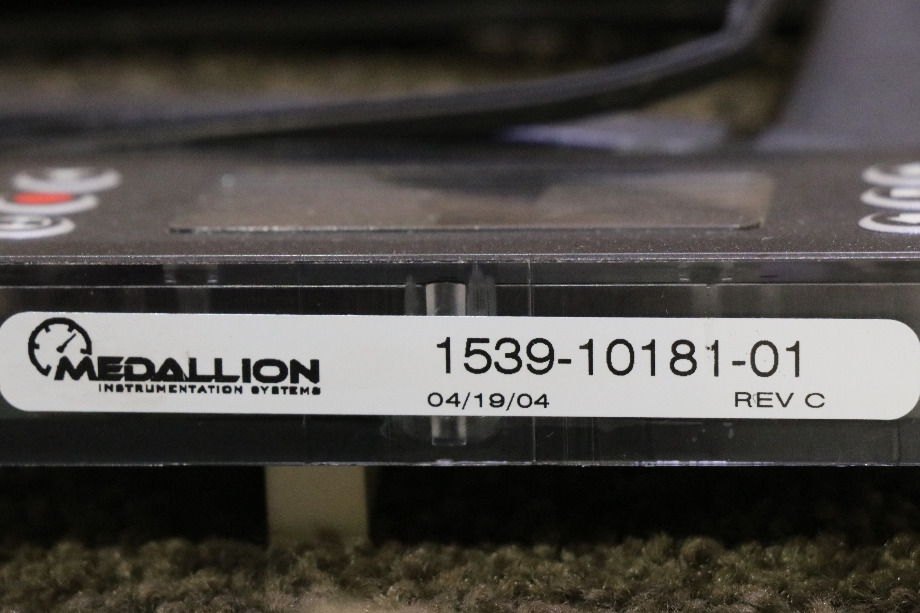 MEDALLION
INSTRUMENTATION SYSTEMS
1539-10181-01
04/19/04 REV C